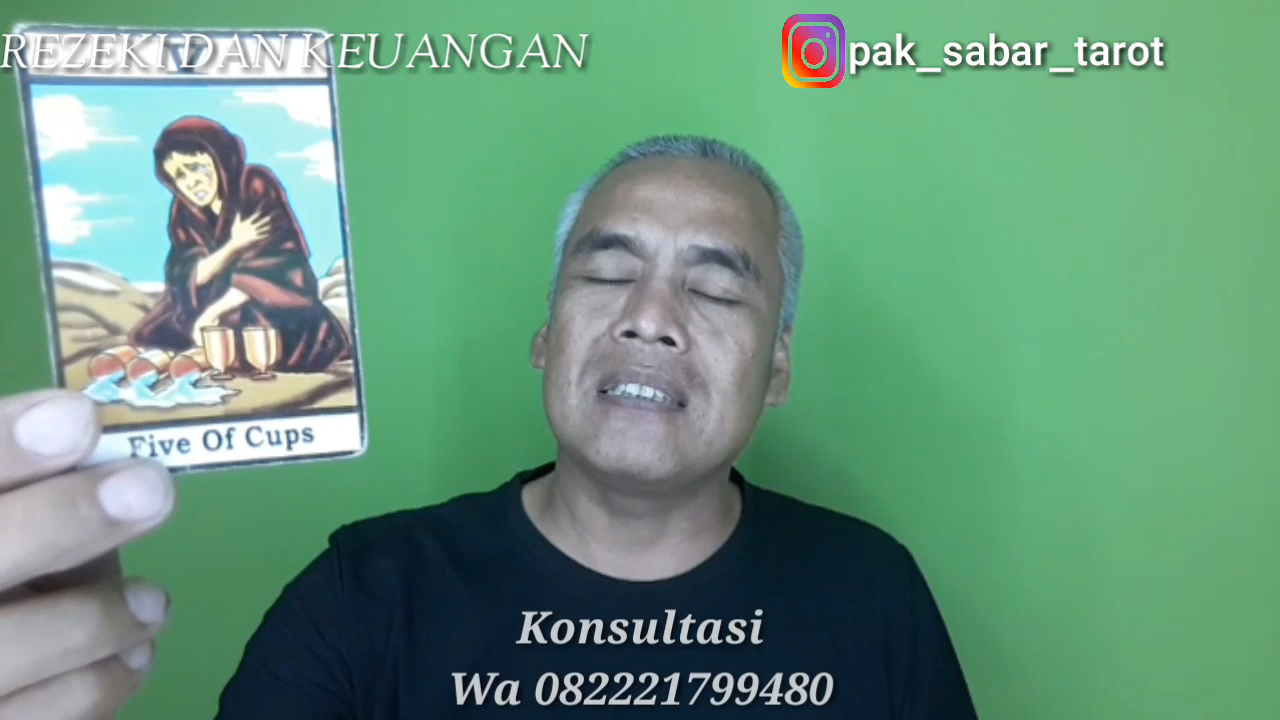 REZEKI DAN KEUANGAN
pak_sabar_tarot
Five Of Cups
Konsultasi
Wa 082221799480